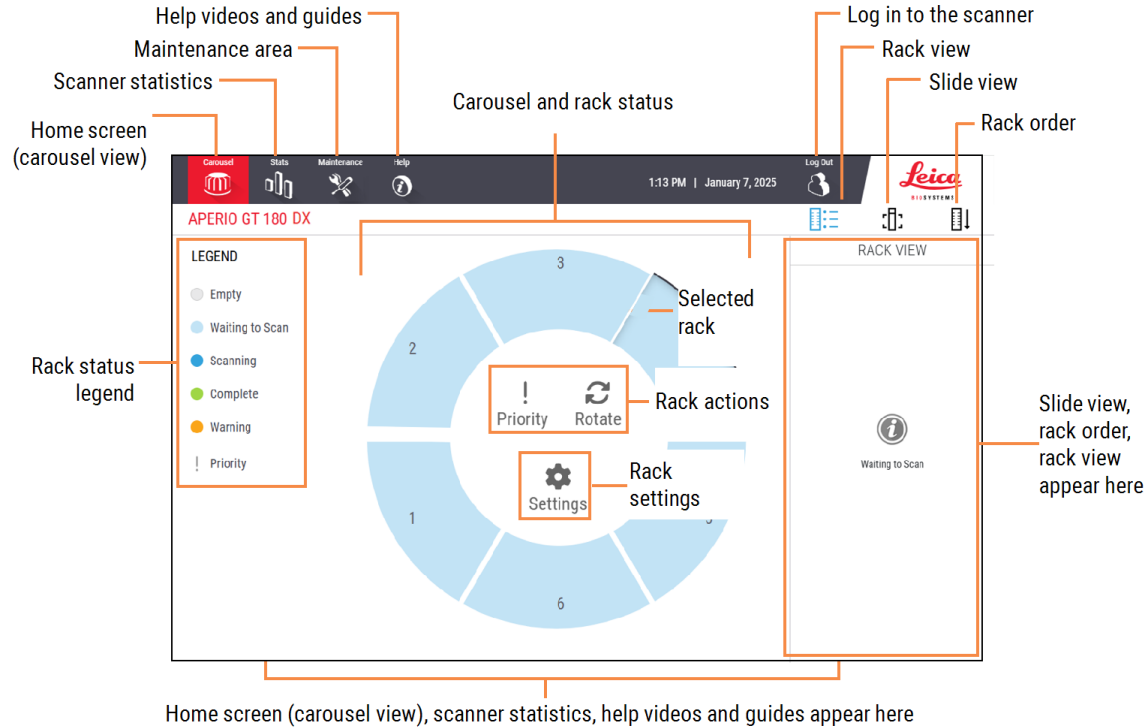 Help videos and guides
Log in to the scanner
Maintenance area
Rack view
Scanner statistics
Slide view
Carousel and rack status
Rack order
Home screen
(carousel view)
Carousel
Stats
Maintenance
Help
1:13 PM | January 7, 2025
Log Out
Leica
BIOSYSTEMS
APERIO GT 180 DX
LEGEND
Empty
Waiting to Scan
Scanning
Complete
Warning
! Priority
Rack status
legend
3
2
1
6
Selected
rack
!
Priority
Rotate
Rack actions
Settings
Rack
settings
RACK VIEW
Waiting to Scan
Slide view,
rack order,
rack view
appear here
Home screen (carousel view), scanner statistics, help videos and guides appear here